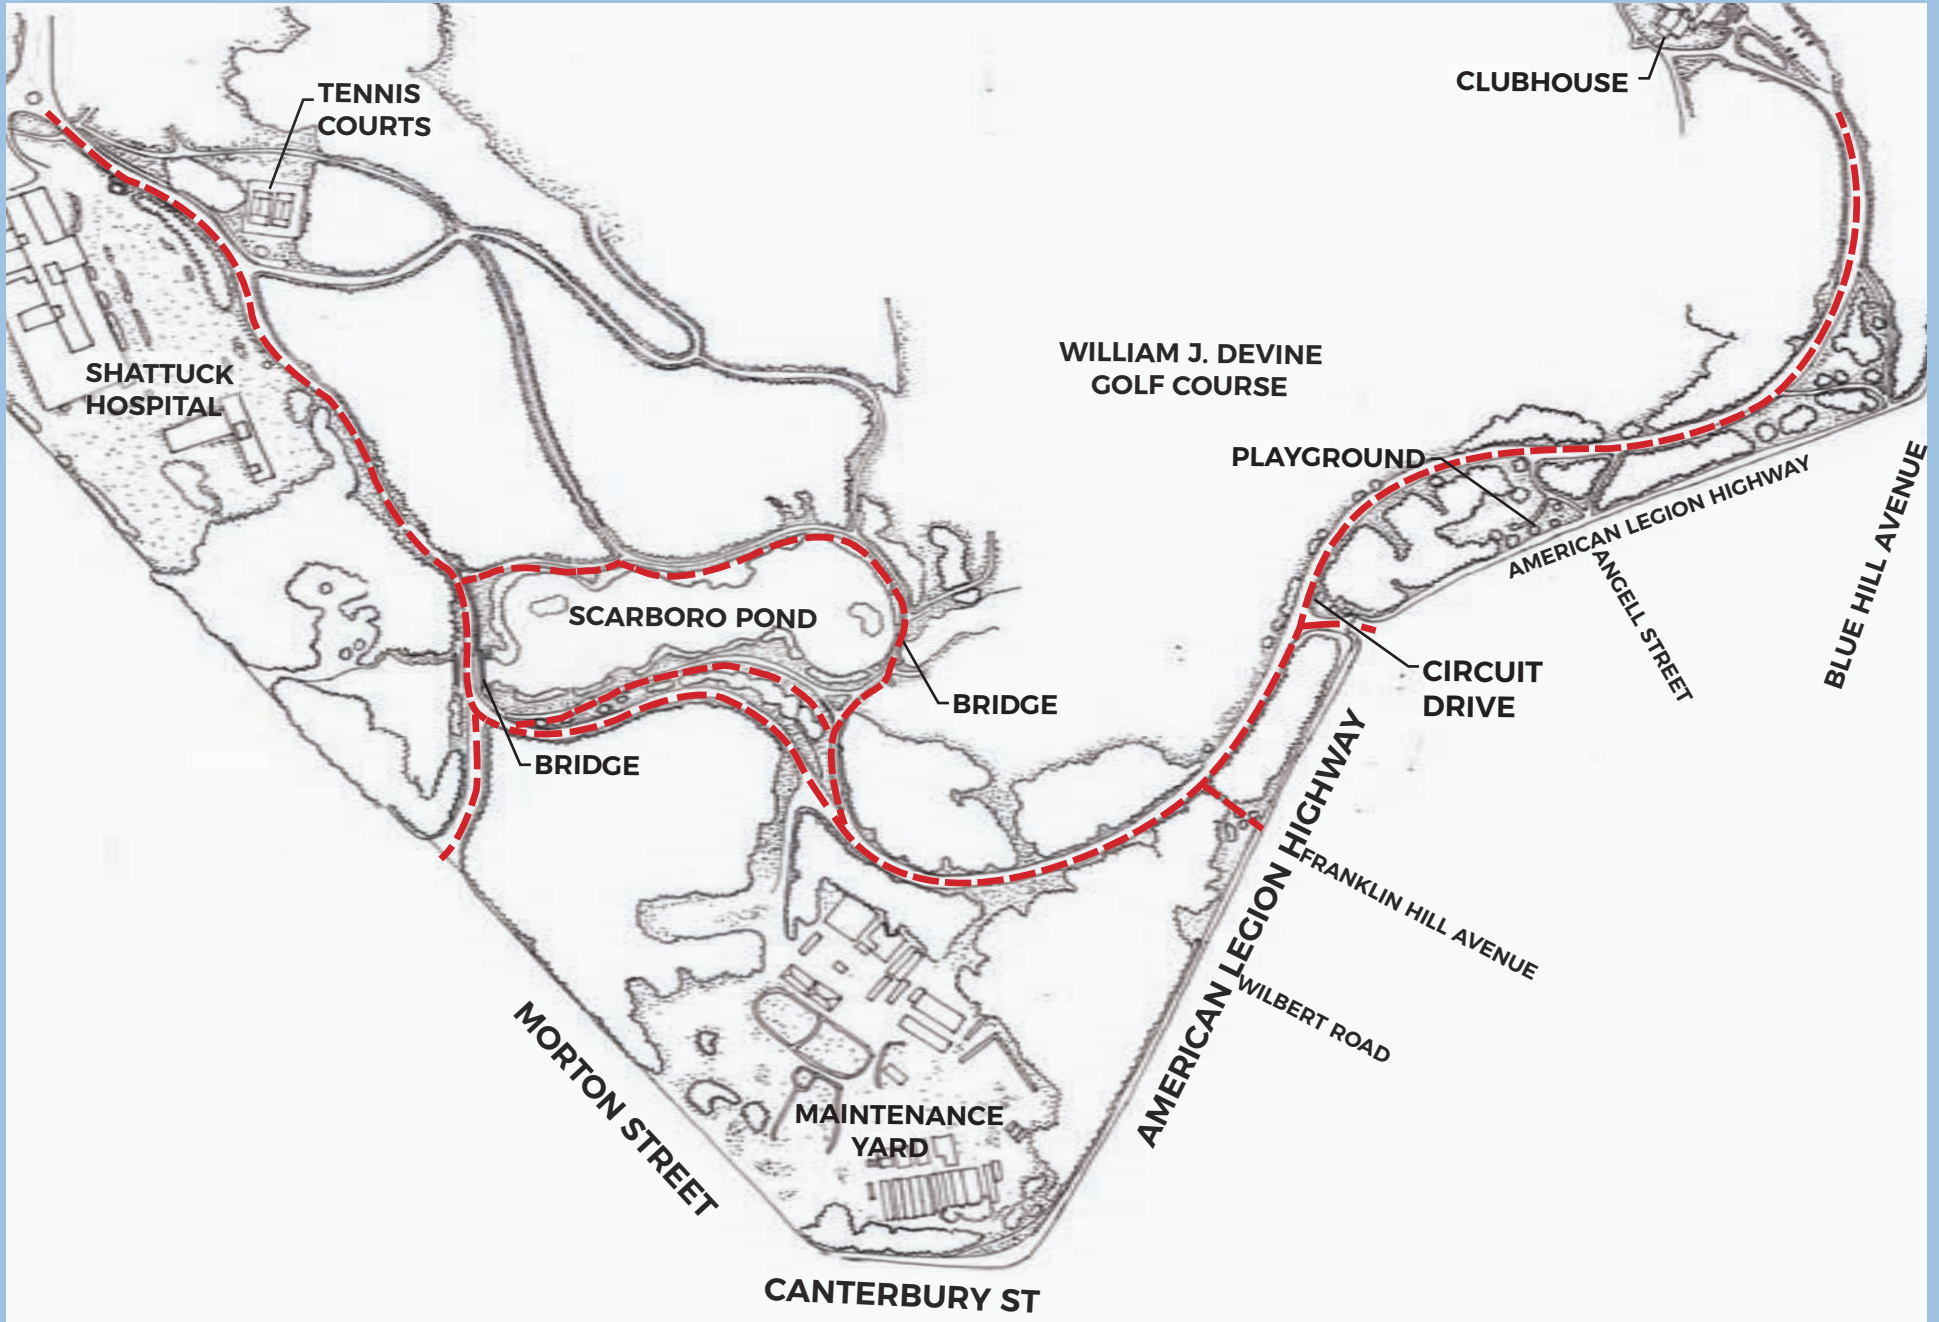 CLUBHOUSE
TENNIS
COURTS
WILLIAM J. DEVINE
GOLF COURSE
SHATTUCK
HOSPITAL
PLAYGROUND
AMERICAN LEGION HIGHWAY
ANGELL STREET
BLUE HILL AVENUE
SCARBORO POND
CIRCUIT
DRIVE
BRIDGE
BRIDGE
AMERICAN LEGION HIGHWAY
FRANKLIN HILL AVENUE
WILBERT ROAD
MORTON STREET
MAINTENANCE
YARD
CANTERBURY ST